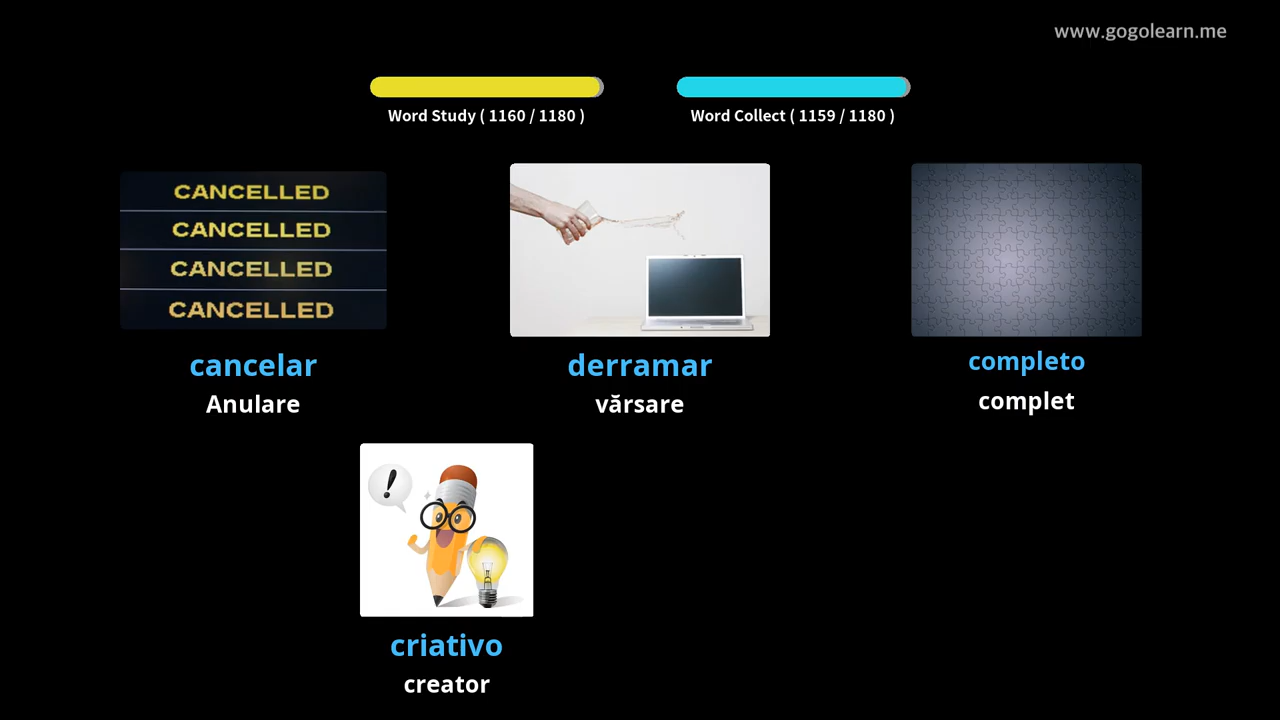 www.gogolearn.me
Word Study ( 1160 / 1180 )
Word Collect ( 1159 / 1180 )
CANCELLED
CANCELLED
CANCELLED
CANCELLED
cancelar
Anulare
derramar
vărsare
completo
complet
!
criativo
creator